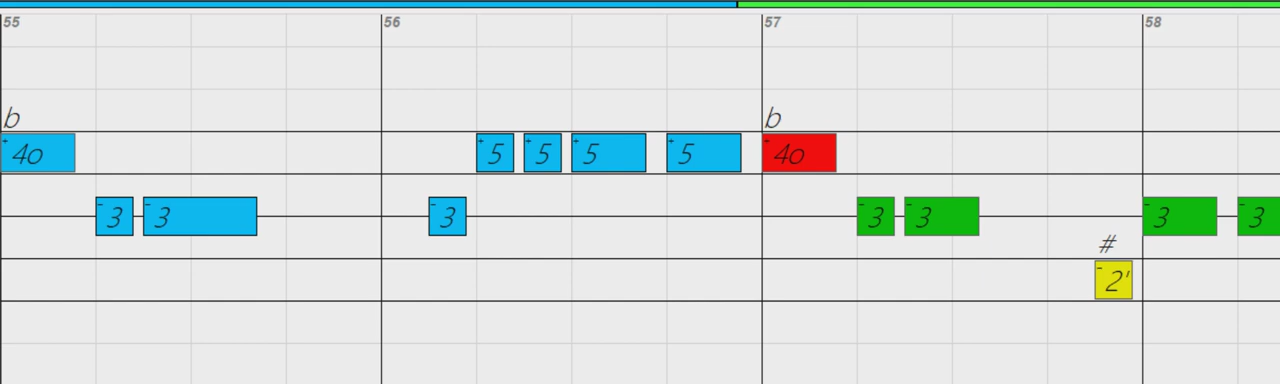 55 56 57 58
b b
+ 4o + 5 + 5 + 5 + 5 + 4o
- 3 - 3 - 3 - 3 - 3 - 3 3
#
- 2'